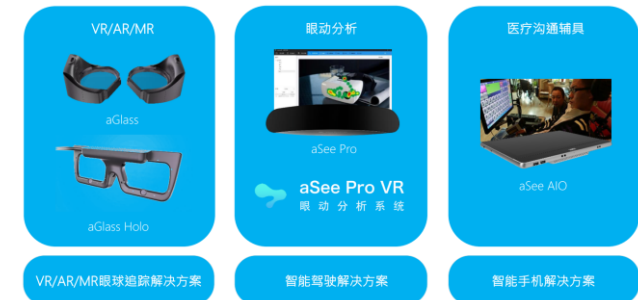 VR/AR/MR
aGlass
aGlass Holo
眼动分析
aSee Pro
aSee Pro VR
眼动分析系统
医疗沟通辅具
aSee AIO
VR/AR/MR眼球追踪解决方案
智能驾驶解决方案
智能手机解决方案